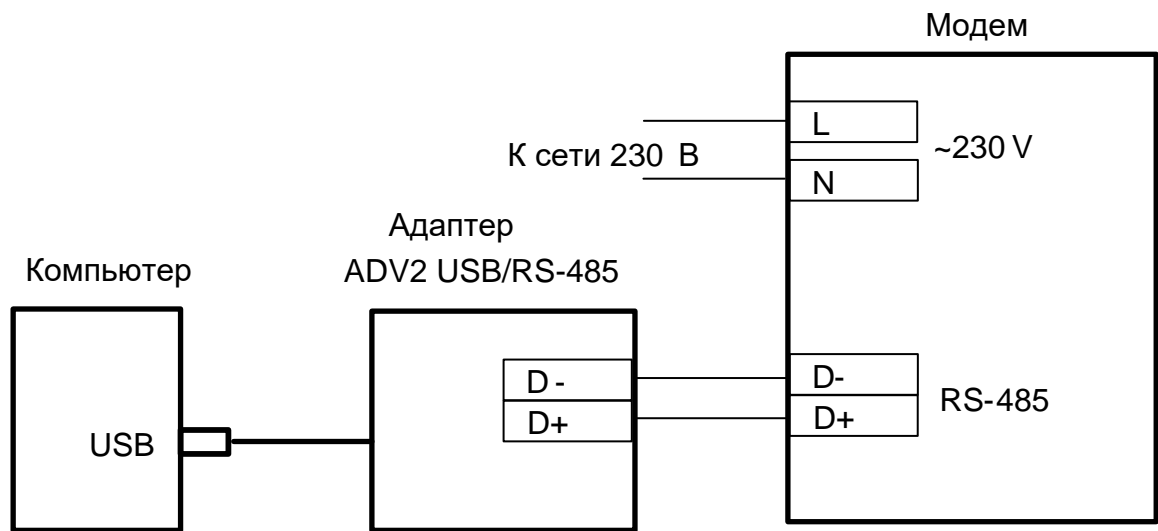 Модем
L
К сети 230 В
~230 V
N
Адаптер
Компьютер
ADV2 USB/RS-485
D -
D-
RS-485
D+
D+
USB